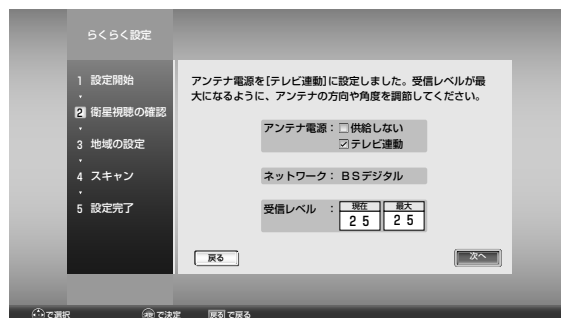 らくらく設定
1 設定開始
2 衛星視聴の確認
3 地域の設定
4 スキャン
5 設定完了
アンテナ電源を[テレビ連動]に設定しました。受信レベルが最
大になるように、アンテナの方向や角度を調節してください。
アンテナ電源：□供給しない
☑テレビ連動
ネットワーク：BSデジタル
現在 最大
受信レベル ： 25 25
戻る 次へ
で選択 決定 で決定 戻る で戻る